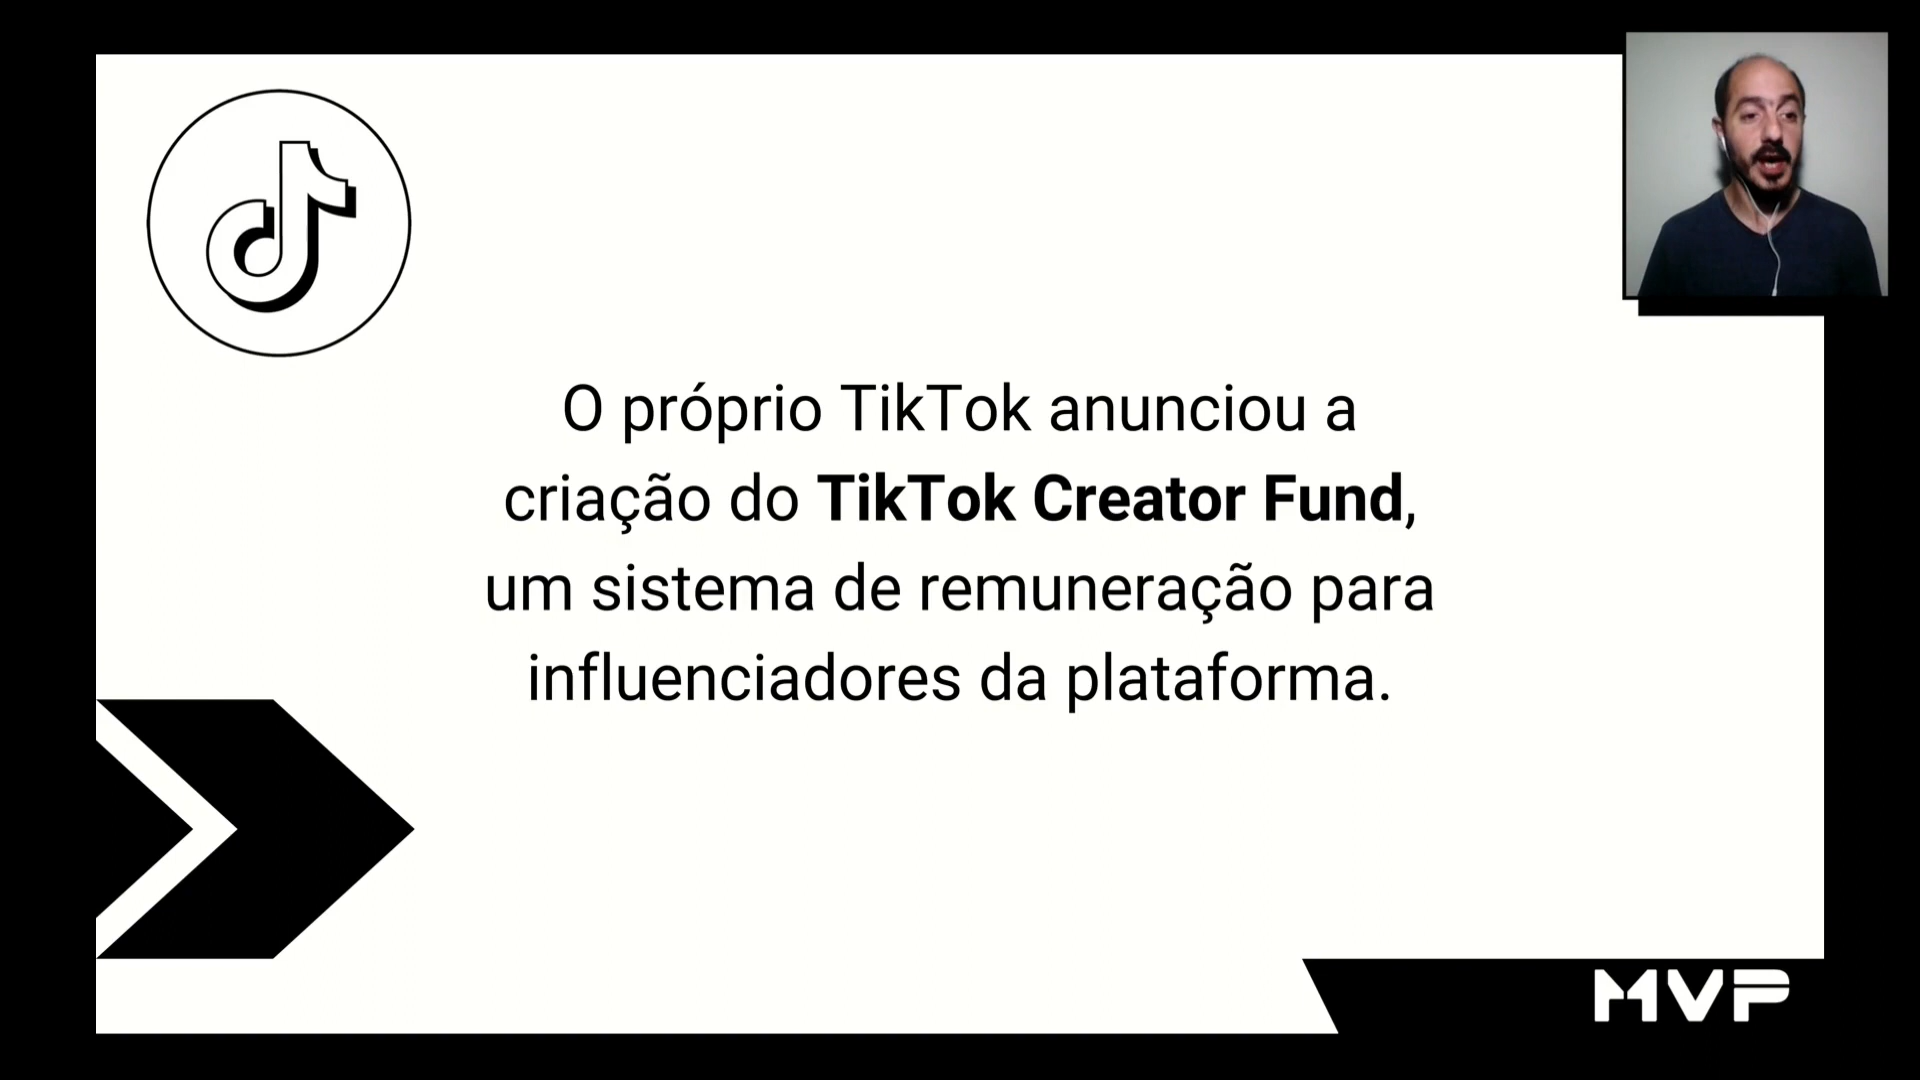 O próprio TikTok anunciou a
criação do TikTok Creator Fund,
um sistema de remuneração para
influenciadores da plataforma.
MVP